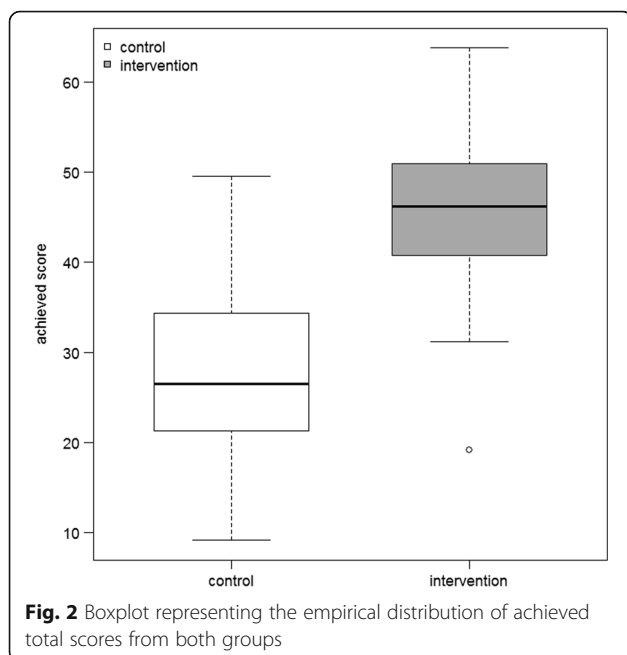 control
intervention
60
50
40
30
20
10
achieved score
control intervention
Fig. 2 Boxplot representing the empirical distribution of achieved
total scores from both groups